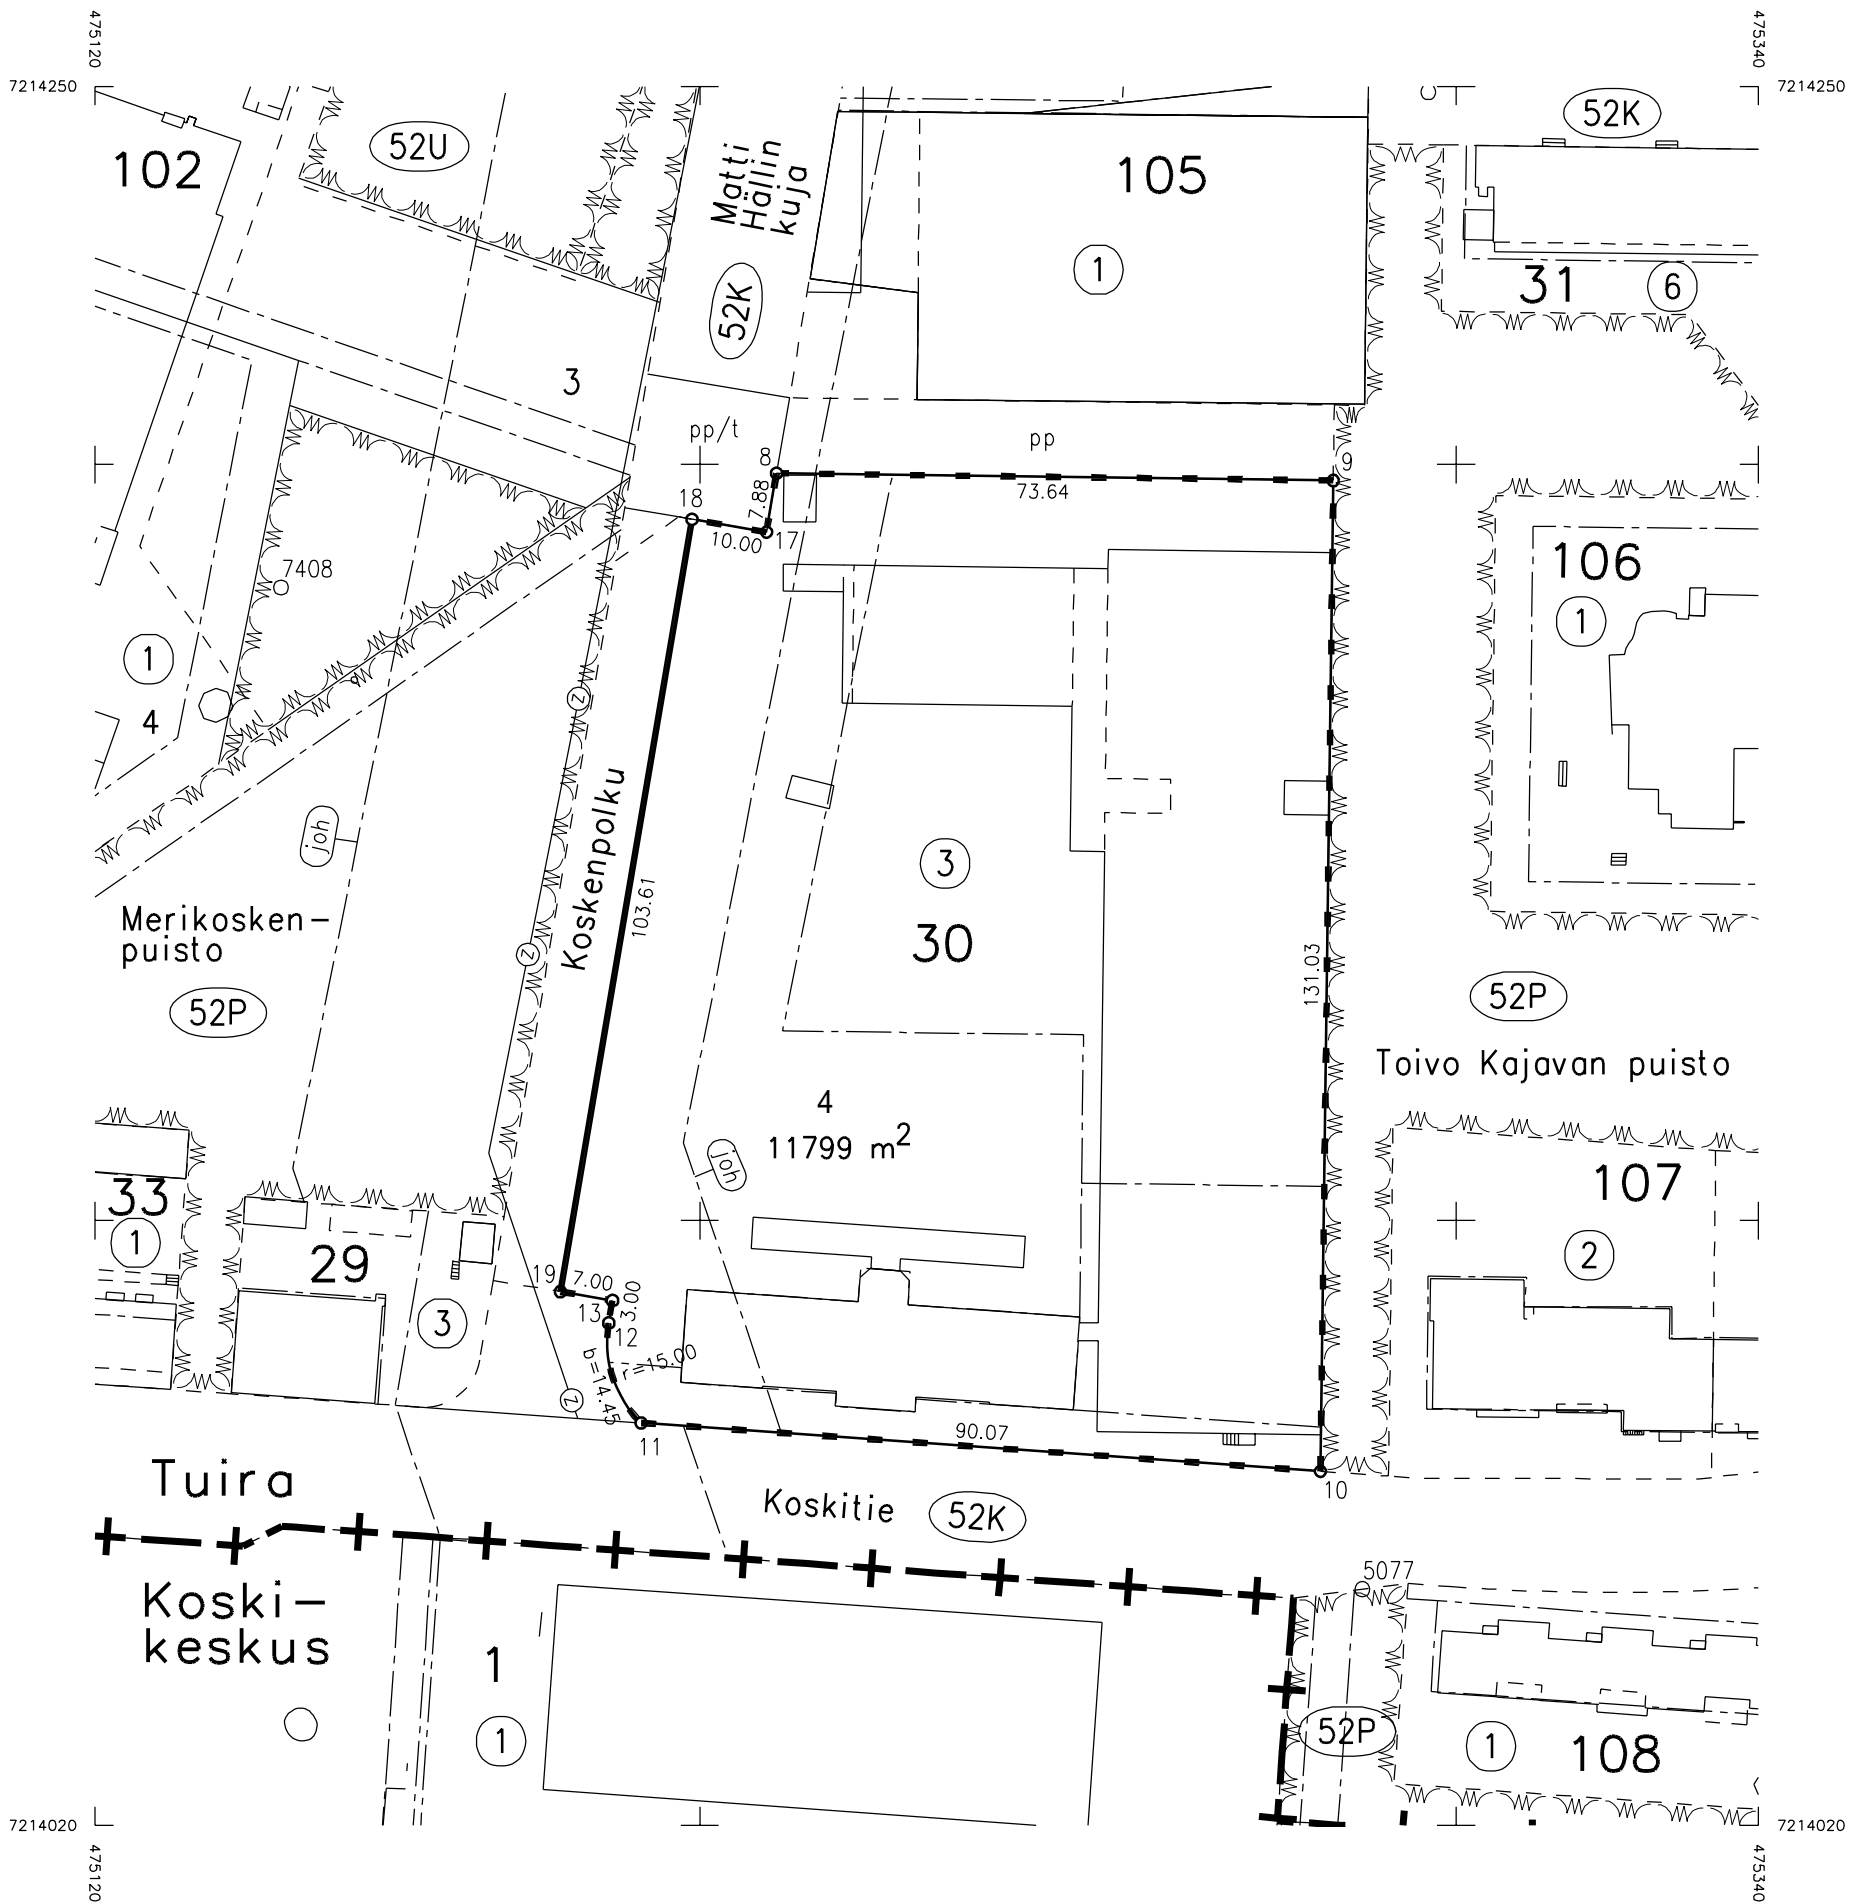 475120
475340
7214250
7214250
52U
52K
102
Matti
Hällin
kuja
105
1
31
6
52K
3
pp/t
pp
8
9
18
7.88
73.64
10.00
17
7408
106
1
1
4
z
joh
Koskenpolku
103.61
3
30
Merikosken-
puisto
z
52P
131.03
52P
Toivo Kajavan puisto
4
11799 m²
joh
33
1
29
107
2
19
7.00
3.00
13
12
3
r=15.00
b=14.45
z
11
90.07
10
Tuira
Koskitie
52K
Koski-
keskus
5077
1
1
52P
1
108
7214020
7214020
475120
475340